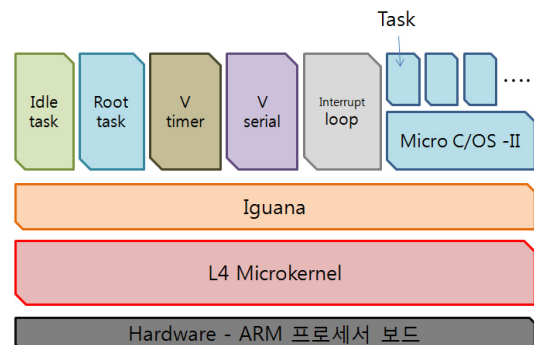 Task
Idle
task
Root
task
V
timer
V
serial
Interrupt
loop
....
Micro C/OS -II
Iguana
L4 Microkernel
Hardware - ARM 프로세서 보드